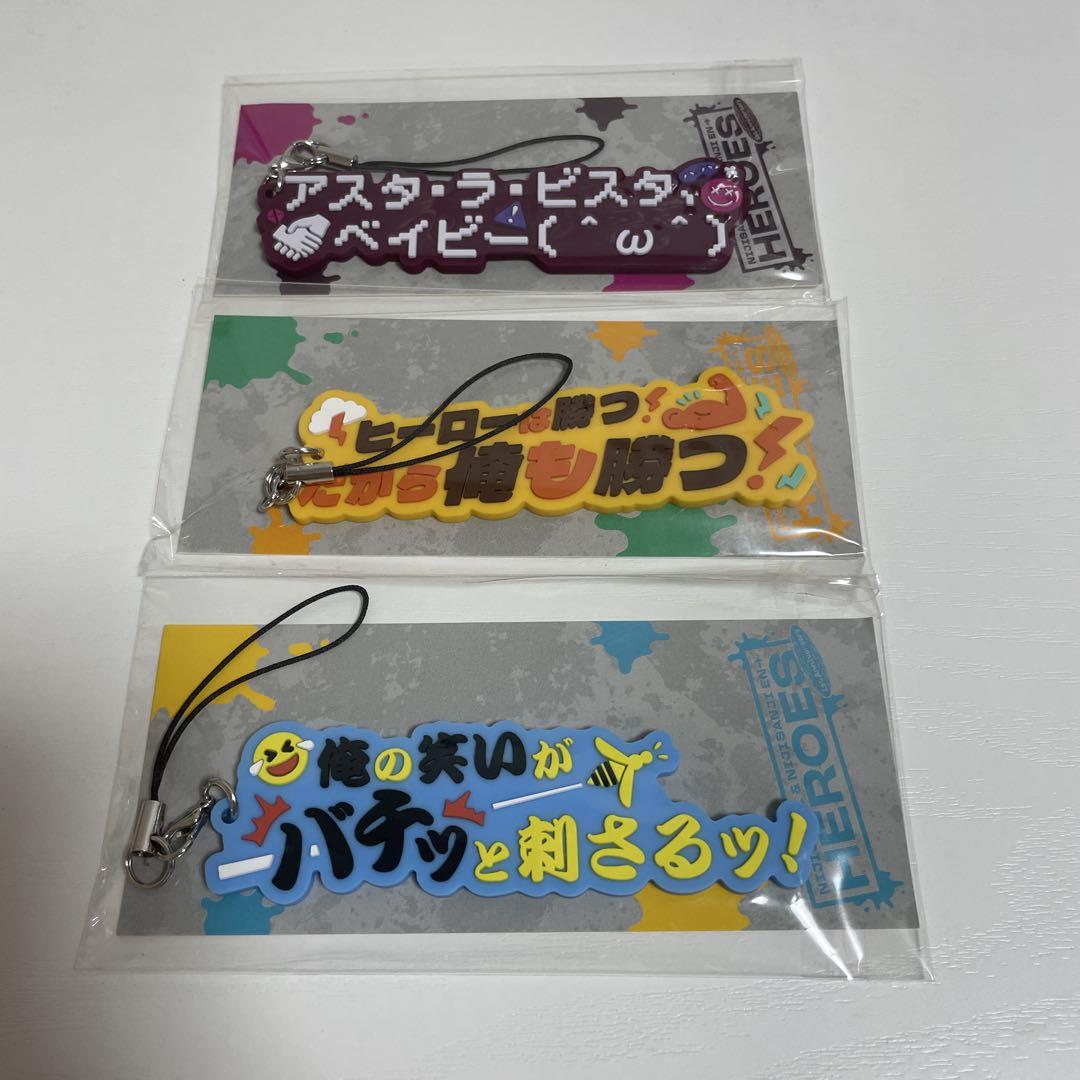 アスタ・ラ・ビスタ、
ベイビー(＾ω＾)
HEROES
ヒーローは勝つ!
だから俺も勝つ!
俺の笑いが
バチッと刺さるッ!
& NIJISANJI EN
HEROES